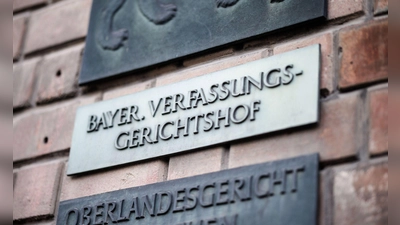 BAYER. VERFASSUNGS-
GERICHTSHOF
OBERLANDESGERICHT